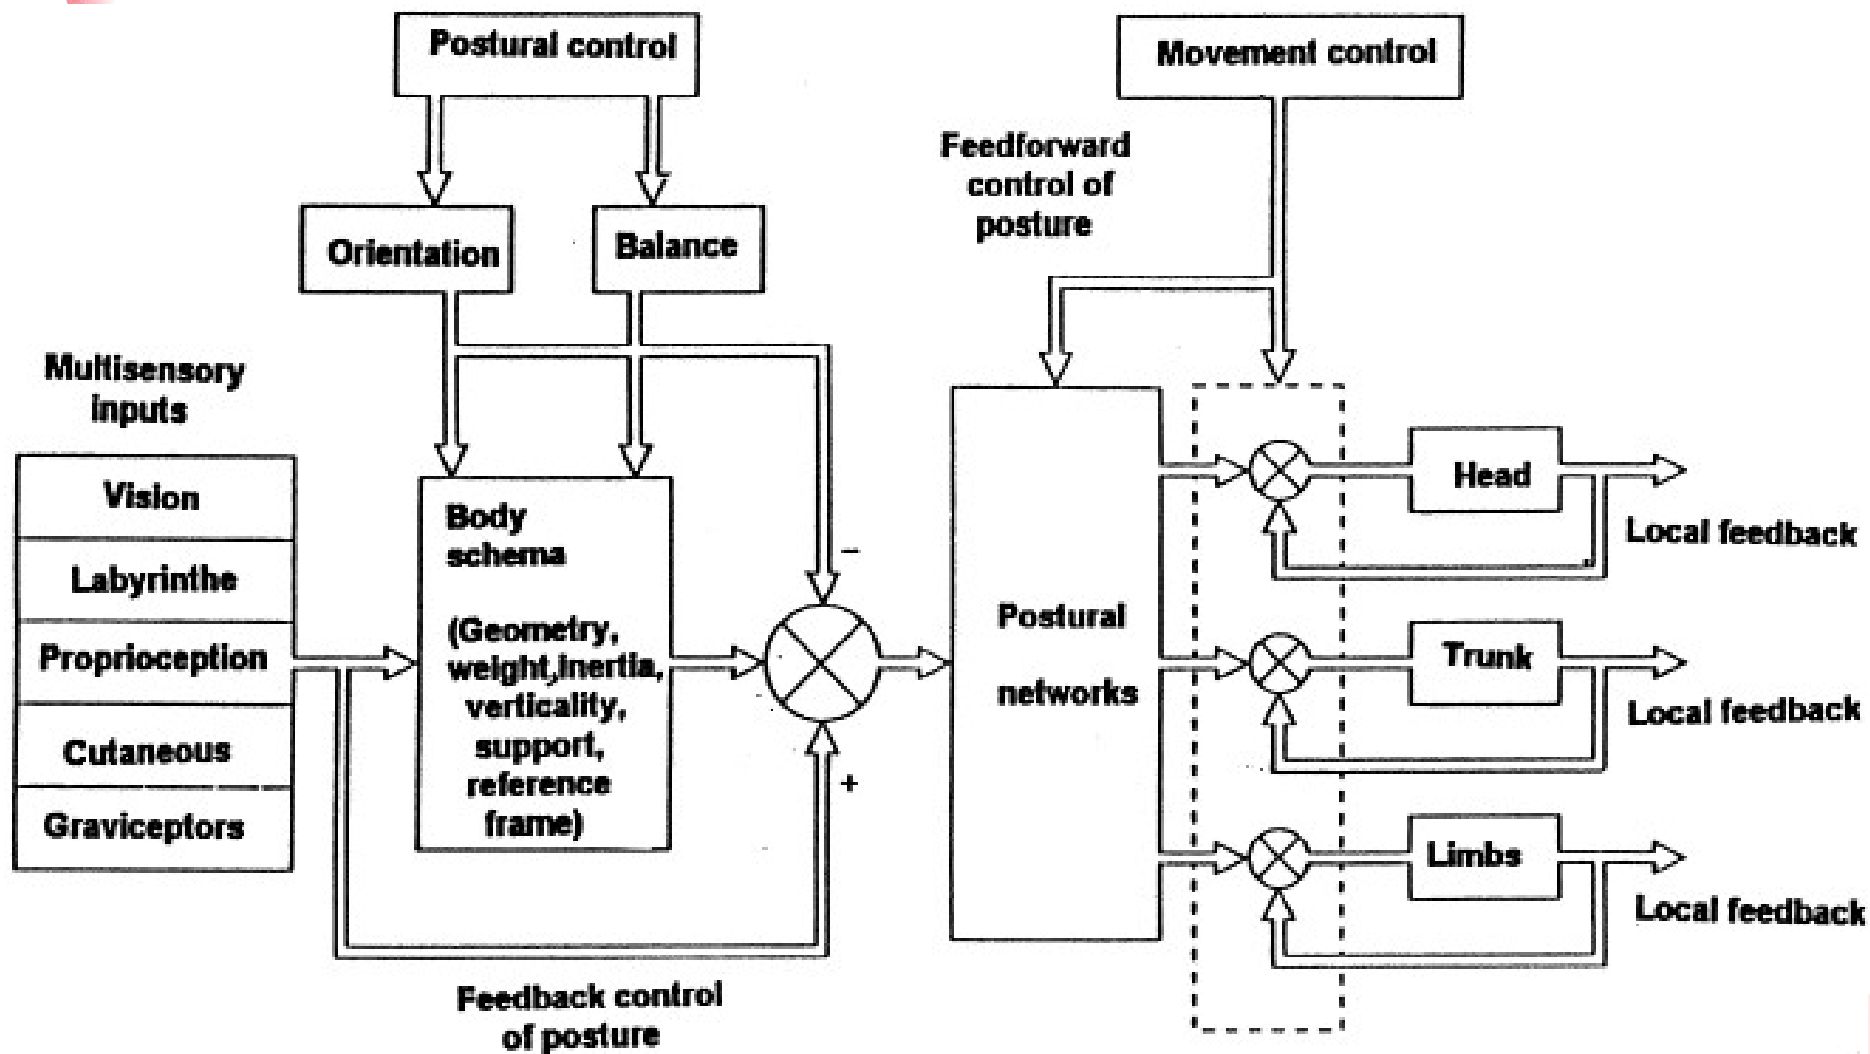 Postural control
Movement control
Feedforward
control of
posture
Orientation
Balance
Multisensory
inputs
Vision
Labyrinthe
Proprioception
Cutaneous
Graviceptors
Body
schema
(Geometry,
weight,inertia,
verticality,
support,
reference
frame)
−
+
Feedback control
of posture
Postural
networks
Head
Local feedback
Trunk
Local feedback
Limbs
Local feedback